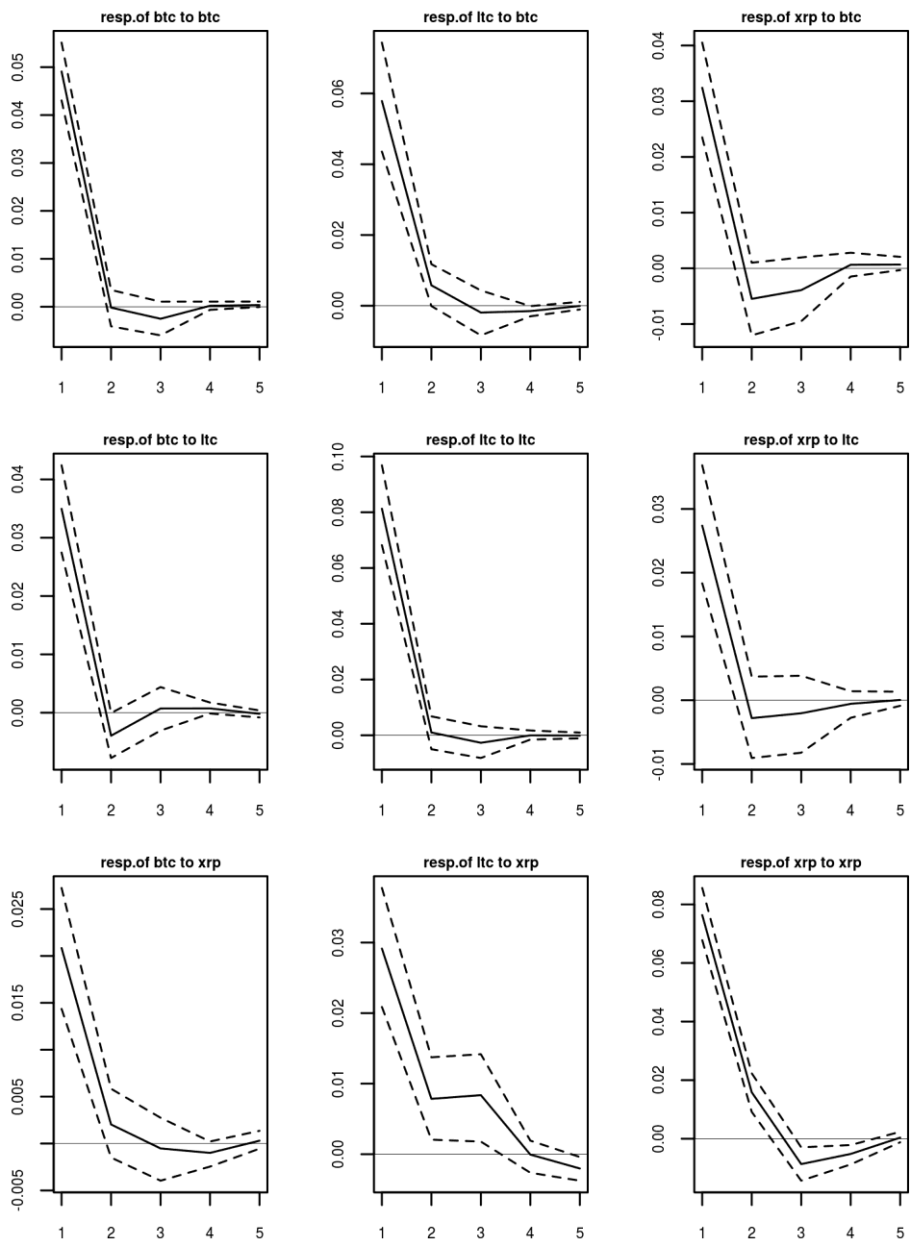 resp.of btc to btc
resp.of ltc to btc
resp.of xrp to btc
0.05
0.04
0.03
0.02
0.01
0.00
1 2 3 4 5
0.06
0.04
0.02
0.00
1 2 3 4 5
0.04
0.03
0.02
0.01
0.00
-0.01
1 2 3 4 5
resp.of btc to ltc
resp.of ltc to ltc
resp.of xrp to ltc
0.04
0.03
0.02
0.01
0.00
1 2 3 4 5
0.10
0.08
0.06
0.04
0.02
0.00
1 2 3 4 5
0.03
0.02
0.01
0.00
-0.01
1 2 3 4 5
resp.of btc to xrp
resp.of ltc to xrp
resp.of xrp to xrp
0.025
0.015
0.005
-0.005
1 2 3 4 5
0.03
0.02
0.01
0.00
1 2 3 4 5
0.08
0.06
0.04
0.02
0.00
1 2 3 4 5